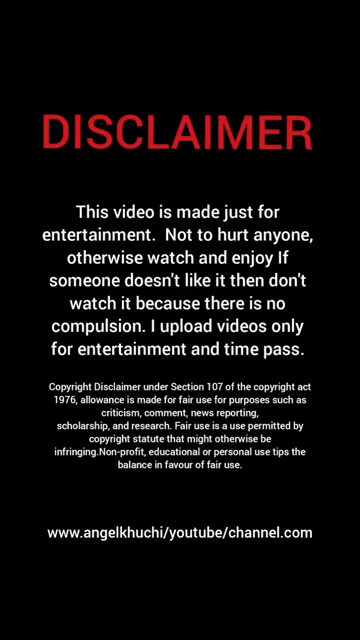 DISCLAIMER
This video is made just for
entertainment.  Not to hurt anyone,
otherwise watch and enjoy If
someone doesn't like it then don't
watch it because there is no
compulsion. I upload videos only
for entertainment and time pass.
Copyright Disclaimer under Section 107 of the copyright act
1976, allowance is made for fair use for purposes such as
criticism, comment, news reporting,
scholarship, and research. Fair use is a use permitted by
copyright statute that might otherwise be
infringing.Non-profit, educational or personal use tips the
balance in favour of fair use.
www.angelkhuchi/youtube/channel.com